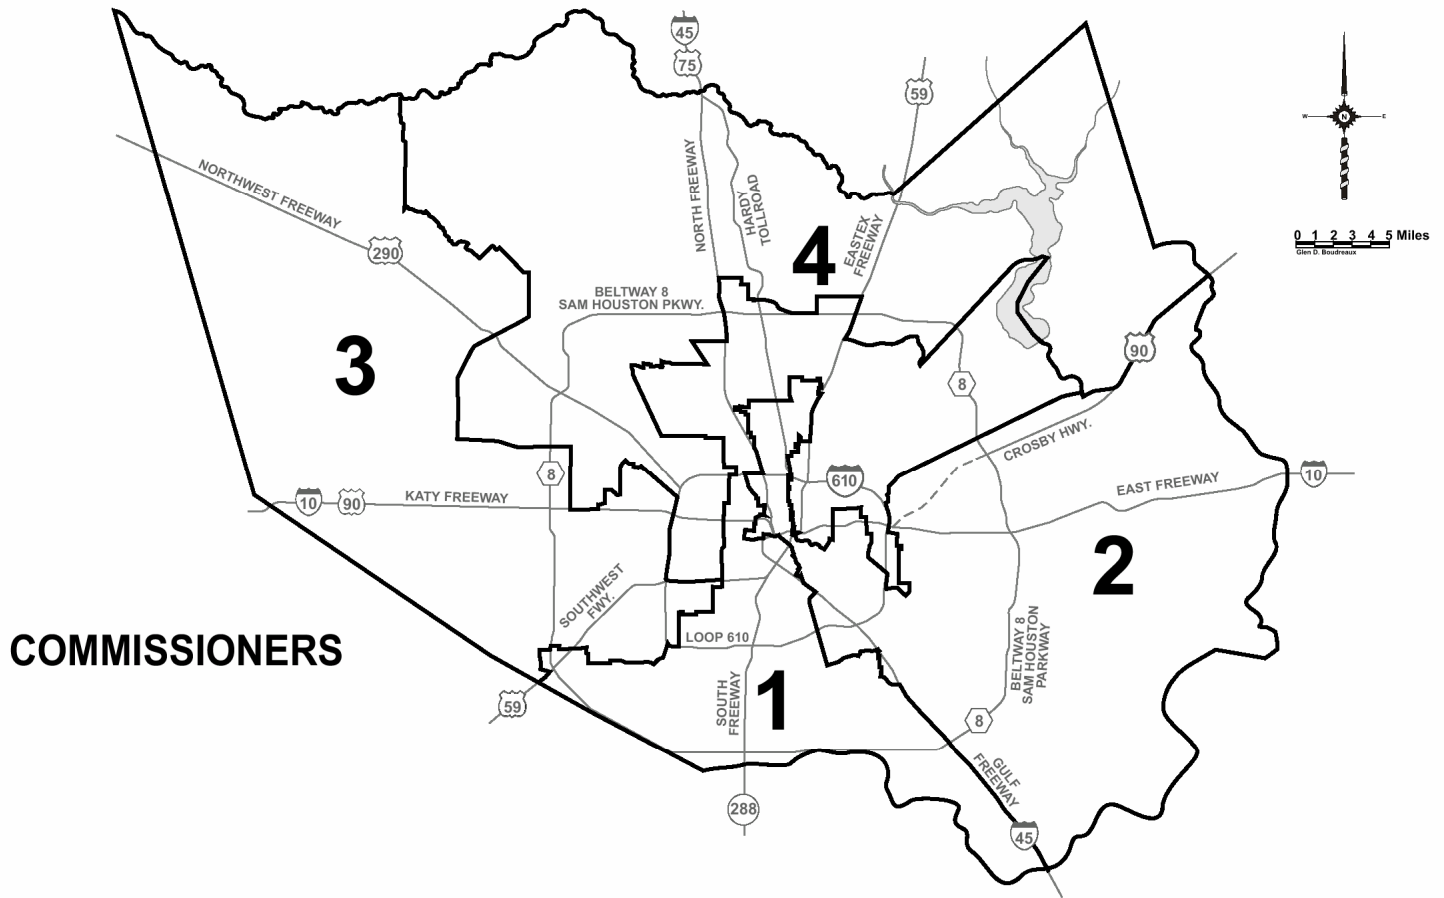 45
75
59
N
W
E
0 1 2 3 4 5 Miles
Glen D. Boudreaux
NORTHWEST FREEWAY
290
NORTH FREEWAY
HARDY
TOLLROAD
EASTEX
FREEWAY
4
BELTWAY 8
SAM HOUSTON PKWY.
3
90
8
CROSBY HWY.
8
610
EAST FREEWAY
10
10
90
KATY FREEWAY
2
SOUTHWEST
FWY.
COMMISSIONERS
LOOP 610
BELTWAY 8
SAM HOUSTON
PARKWAY
59
SOUTH
FREEWAY
1
8
GULF
FREEWAY
288
45